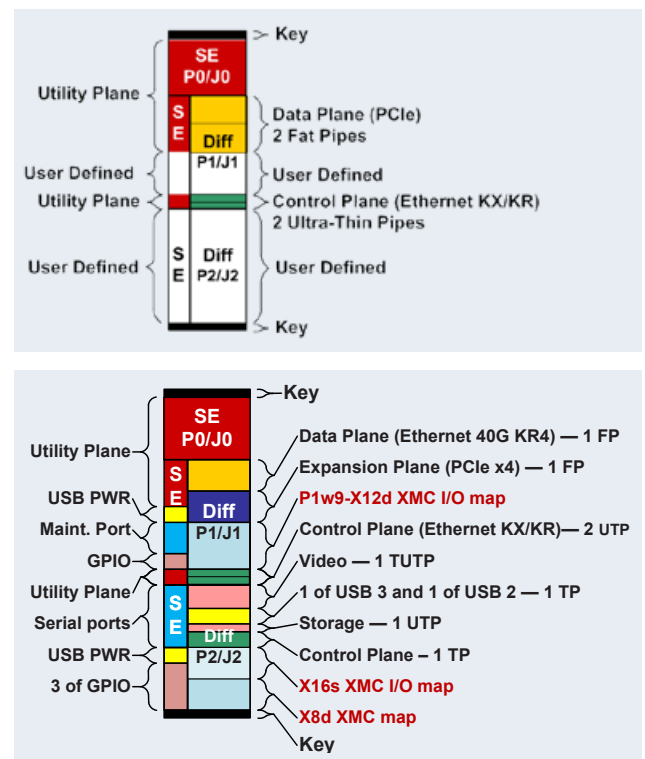 Key
SE
P0/J0
Utility Plane
S
E
Data Plane (PCIe)
2 Fat Pipes
Diff
P1/J1
User Defined
User Defined
Utility Plane
Control Plane (Ethernet KX/KR)
2 Ultra-Thin Pipes
S
E
Diff
P2/J2
User Defined
User Defined
Key
Key
SE
P0/J0
Utility Plane
Data Plane (Ethernet 40G KR4) — 1 FP
S
E
Expansion Plane (PCIe x4) — 1 FP
USB PWR
Diff
P1w9-X12d XMC I/O map
Maint. Port
P1/J1
Control Plane (Ethernet KX/KR)— 2 UTP
GPIO
Video — 1 TUTP
Utility Plane
1 of USB 3 and 1 of USB 2 — 1 TP
S
E
Serial ports
Storage — 1 UTP
Diff
USB PWR
P2/J2
Control Plane – 1 TP
3 of GPIO
X16s XMC I/O map
X8d XMC map
Key